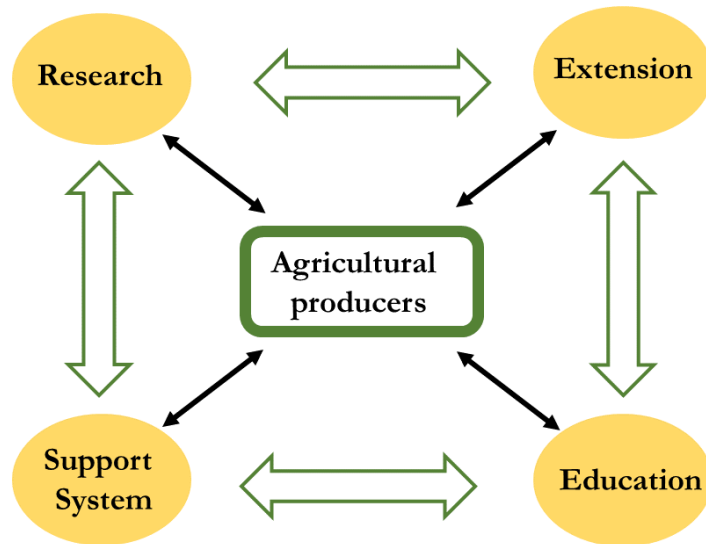 Research
Extension
Agricultural
producers
Support
System
Education